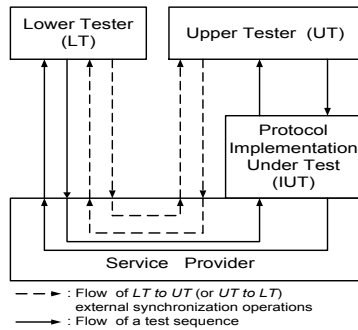 Lower Tester
(LT)
Upper Tester (UT)
Protocol
Implementation
Under Test
(IUT)
Service Provider
: Flow of LT to UT (or UT to LT)
external synchronization operations
: Flow of a test sequence